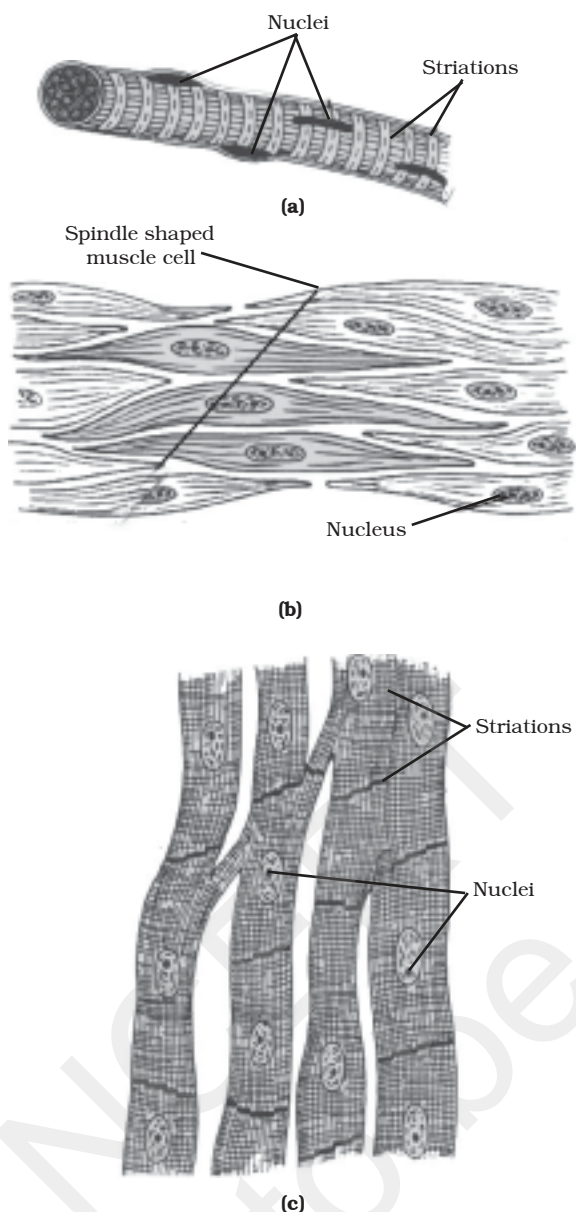 Nuclei
Striations
(a)
Spindle shaped
muscle cell
Nucleus
(b)
Striations
Nuclei
(c)